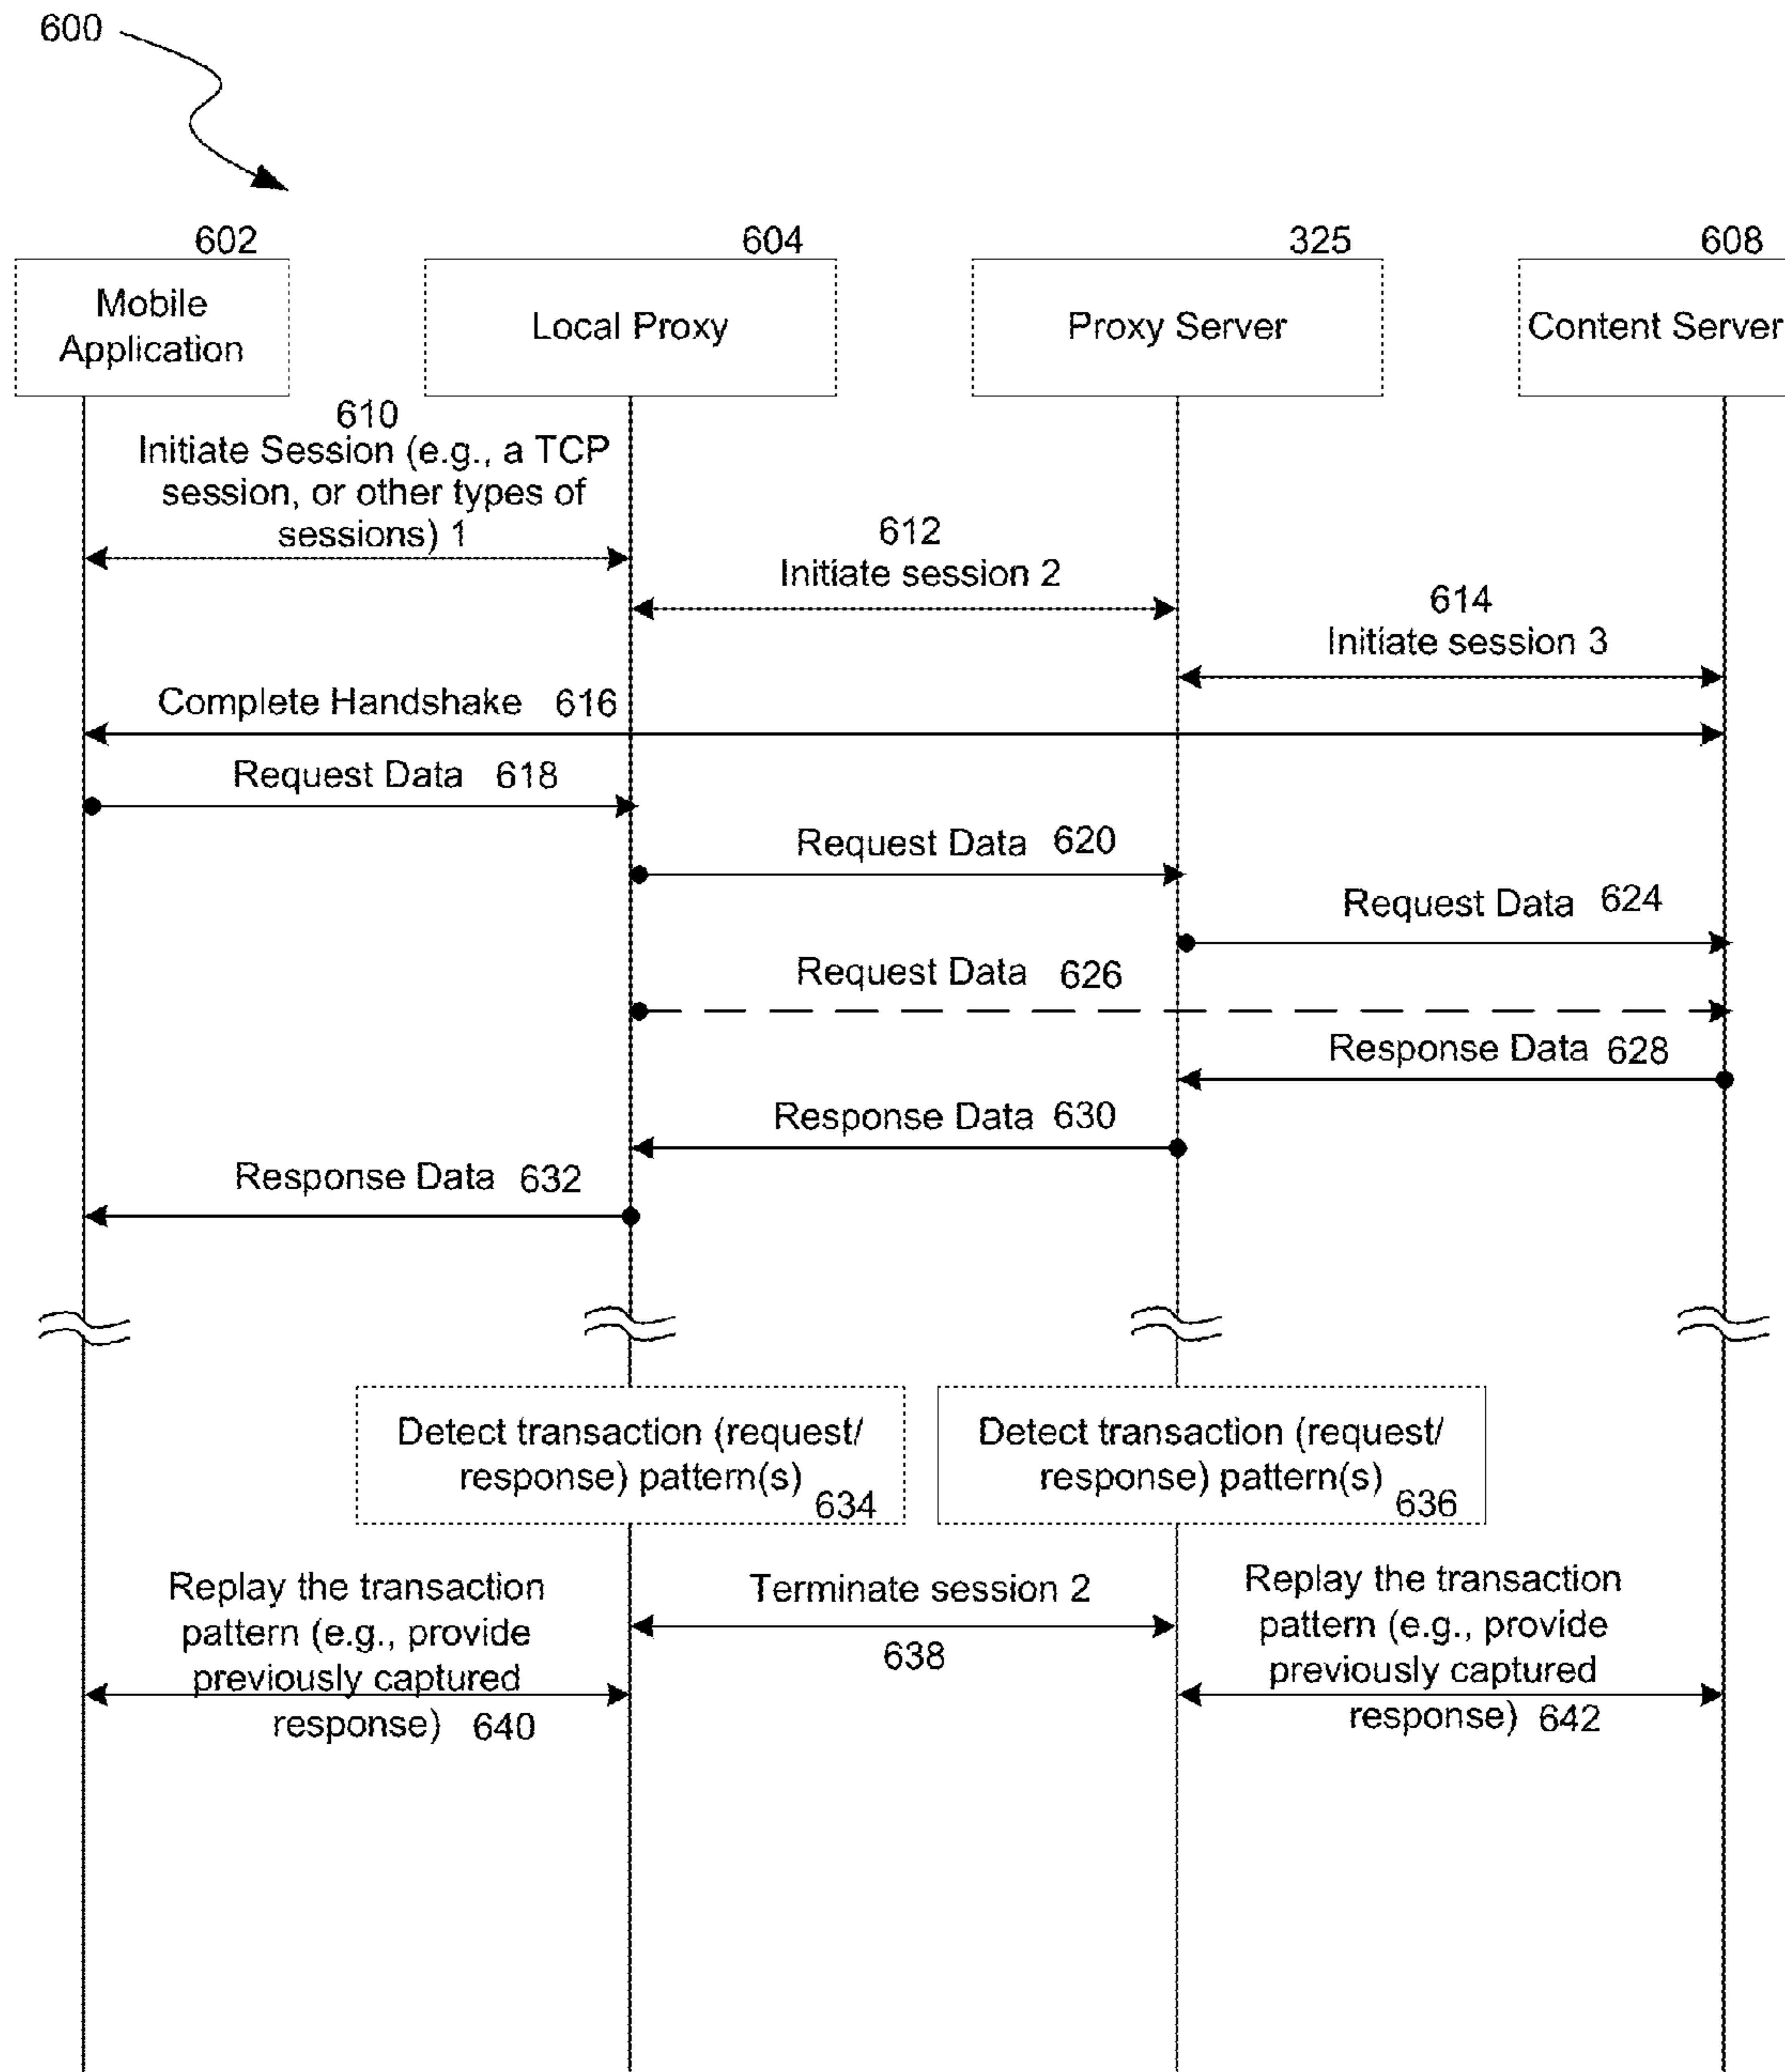 600
602
604
325
608
Mobile
Application
Local Proxy
Proxy Server
Content Server
610
Initiate Session (e.g., a TCP
session, or other types of
sessions) 1
612
Initiate session 2
614
Initiate session 3
Complete Handshake 616
Request Data 618
Request Data 620
Request Data 624
Request Data 626
Response Data 628
Response Data 630
Response Data 632
Detect transaction (request/
response) pattern(s)
634
Detect transaction (request/
response) pattern(s)
636
Replay the transaction
pattern (e.g., provide
previously captured
response) 640
Terminate session 2
638
Replay the transaction
pattern (e.g., provide
previously captured
response) 642